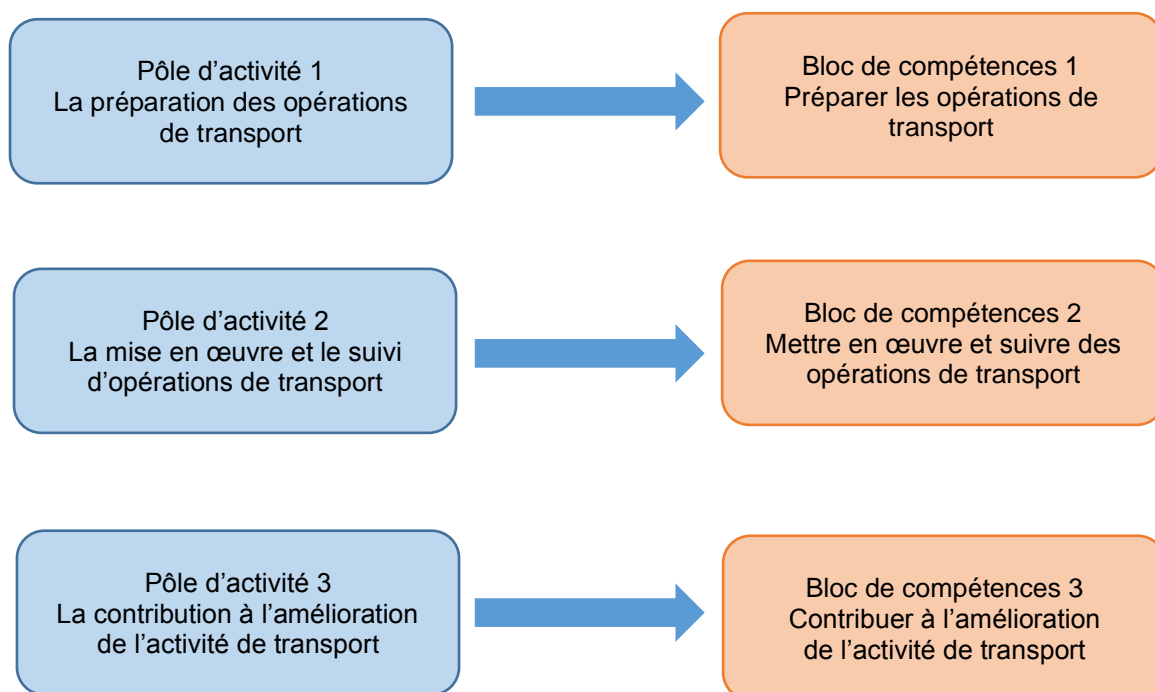 Pôle d’activité 1
La préparation des opérations
de transport
Bloc de compétences 1
Préparer les opérations de
transport
Pôle d’activité 2
La mise en œuvre et le suivi
d’opérations de transport
Bloc de compétences 2
Mettre en œuvre et suivre des
opérations de transport
Pôle d’activité 3
La contribution à l’amélioration
de l’activité de transport
Bloc de compétences 3
Contribuer à l’amélioration
de l’activité de transport